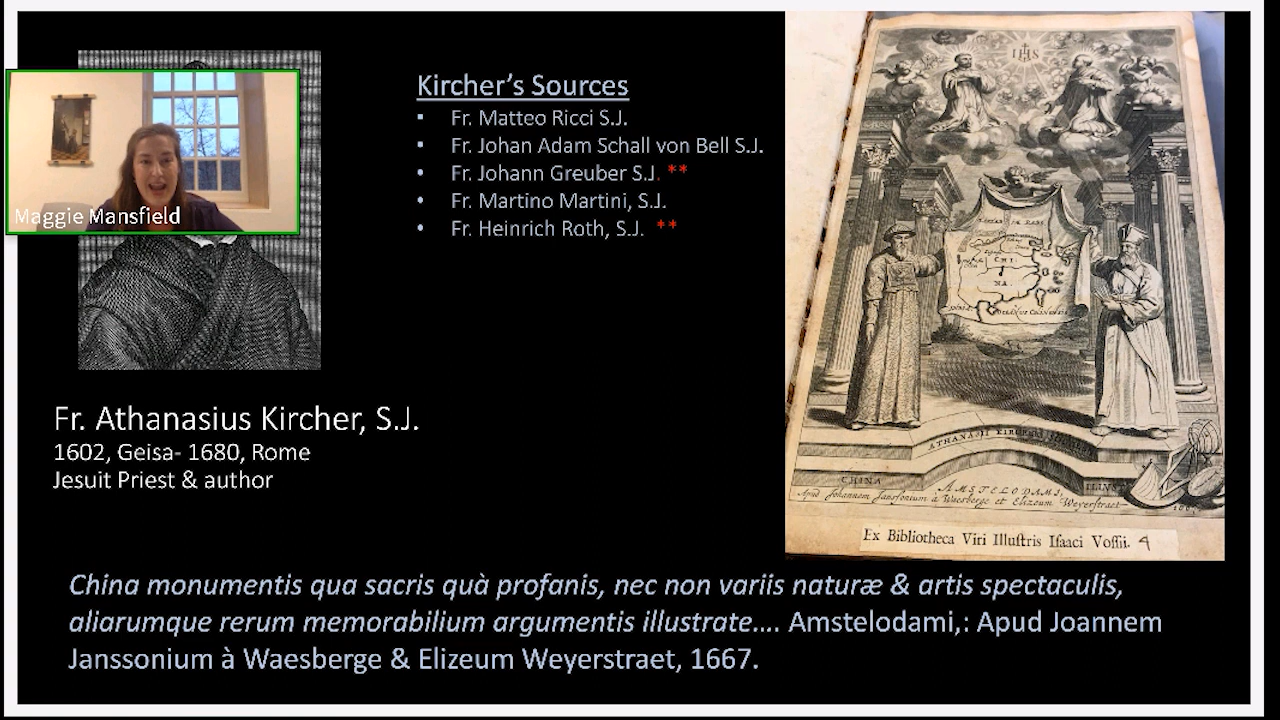 Maggie Mansfield
Kircher's Sources
Fr. Matteo Ricci S.J.
Fr. Johan Adam Schall von Bell S.J.
Fr. Johann Greuber S.J. **
Fr. Martino Martini, S.J.
Fr. Heinrich Roth, S.J. **
Fr. Athanasius Kircher, S.J.
1602, Geisa- 1680, Rome
Jesuit Priest & author
IHS
CHI
NA.
CHINA
AMSTELODAMI,
Apud Johannem Janssonium à Waesberge et Elizeum Weyerstraet
Ex Bibliotheca Viri Illuſtris Iſaaci Voſſii. 4
China monumentis qua sacris quà profanis, nec non variis naturæ & artis spectaculis,
aliarumque rerum memorabilium argumentis illustrate.... Amstelodami,: Apud Joannem
Janssonium à Waesberge & Elizeum Weyerstraet, 1667.